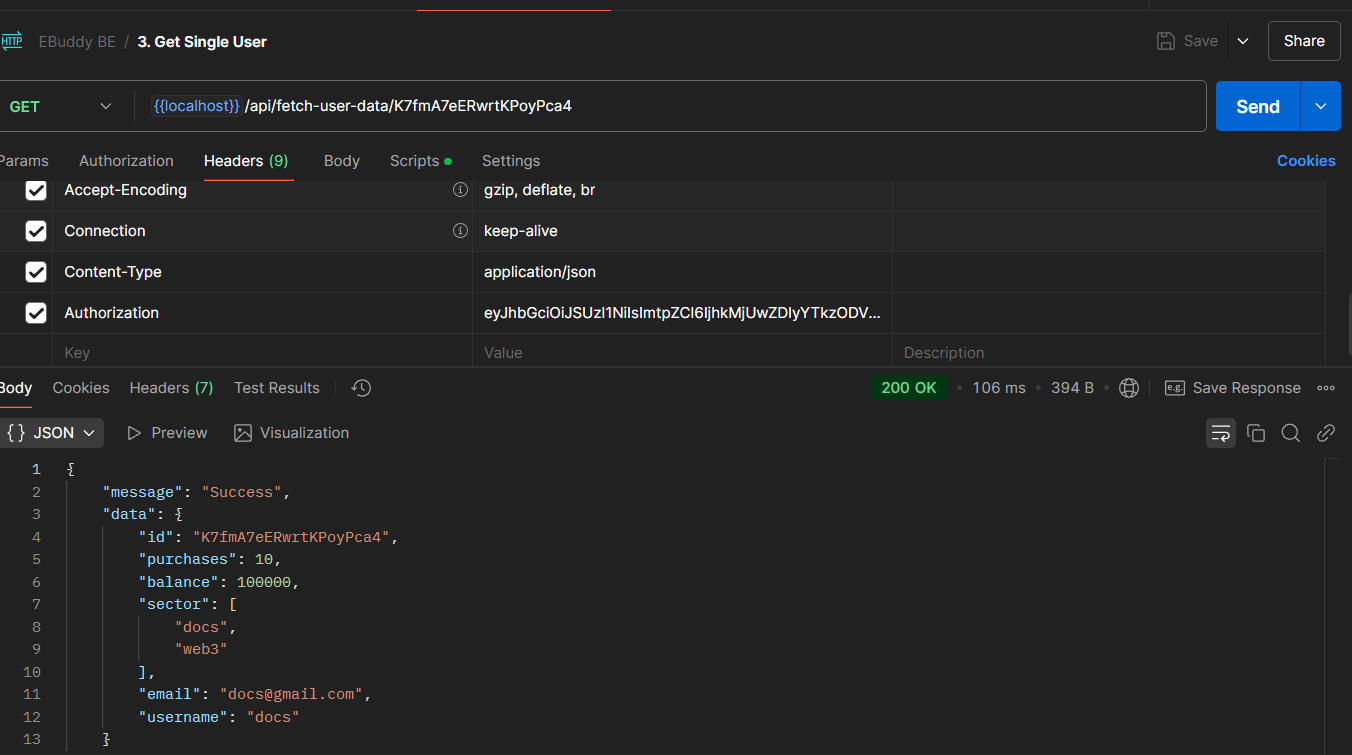 HTTP EBuddy BE / 3. Get Single User Save Share
GET {{localhost}} /api/fetch-user-data/K7fmA7eERwrtKPoyPca4 Send
Params Authorization Headers (9) Body Scripts Settings Cookies
Accept-Encoding gzip, deflate, br
Connection keep-alive
Content-Type application/json
Authorization eyJhbGciOiJSUzI1NiIsImtpZCI6IjhkMjUwZDIyYTkzODV...
Key Value Description
Body Cookies Headers (7) Test Results 200 OK • 106 ms • 394 B • e.g. Save Response
{} JSON Preview Visualization
1 {
2 "message": "Success",
3 "data": {
4 "id": "K7fmA7eERwrtKPoyPca4",
5 "purchases": 10,
6 "balance": 100000,
7 "sector": [
8 "docs",
9 "web3"
10 ],
11 "email": "docs@gmail.com",
12 "username": "docs"
13 }